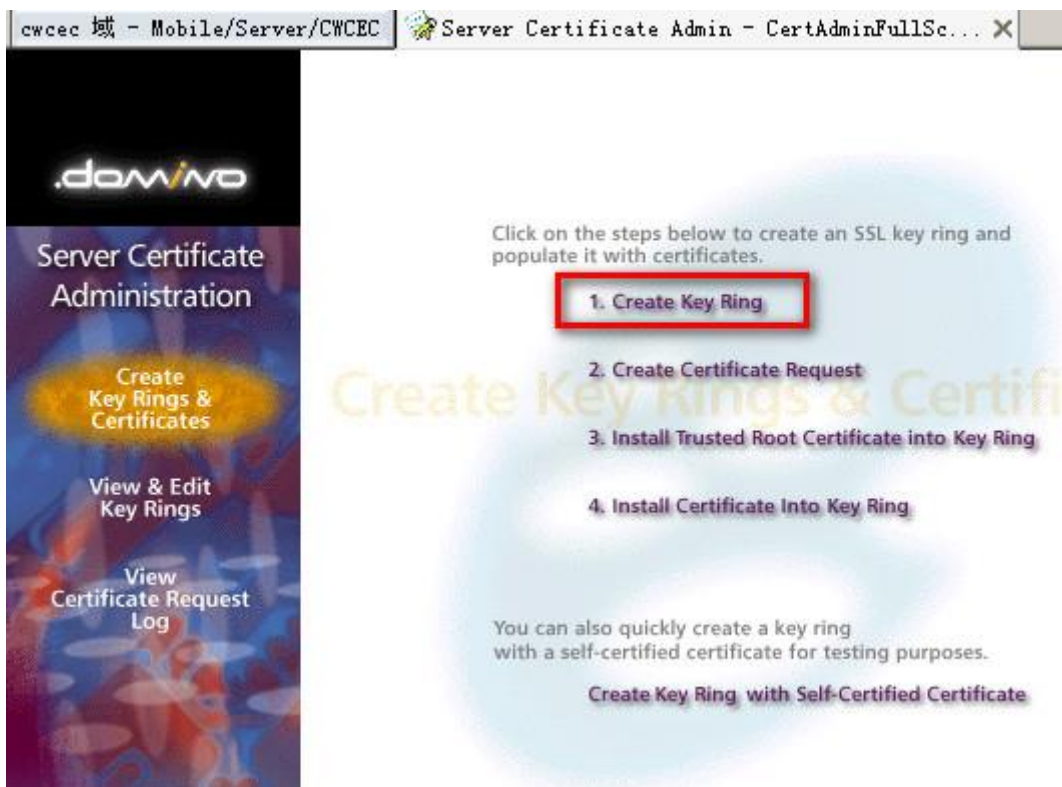 cwcec 域 - Mobile/Server/CWCEC
Server Certificate Admin - CertAdminFullSc...
.domino
Server Certificate
Administration
Create
Key Rings &
Certificates
View & Edit
Key Rings
View
Certificate Request
Log
Create Key Rings & Certifi
Click on the steps below to create an SSL key ring and
populate it with certificates.
1. Create Key Ring
2. Create Certificate Request
3. Install Trusted Root Certificate into Key Ring
4. Install Certificate Into Key Ring
You can also quickly create a key ring
with a self-certified certificate for testing purposes.
Create Key Ring with Self-Certified Certificate